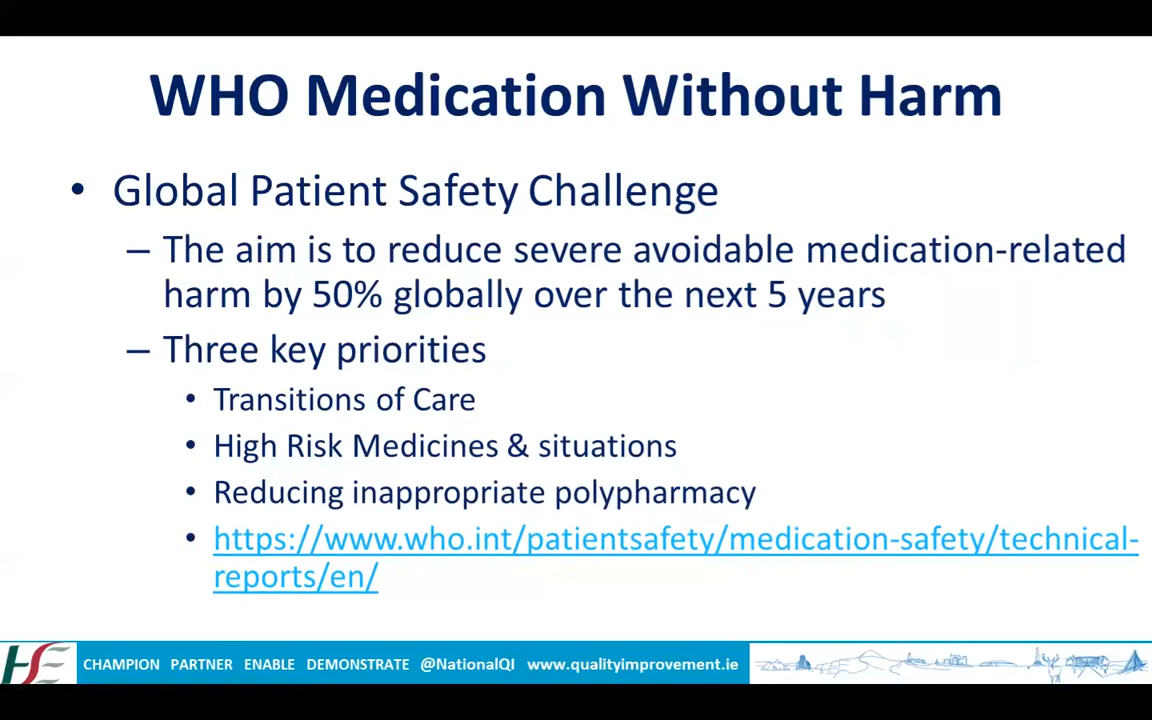 WHO Medication Without Harm
• Global Patient Safety Challenge
– The aim is to reduce severe avoidable medication-related
harm by 50% globally over the next 5 years
– Three key priorities
• Transitions of Care
• High Risk Medicines & situations
• Reducing inappropriate polypharmacy
• https://www.who.int/patientsafety/medication-safety/technical-
reports/en/
HSE CHAMPION PARTNER ENABLE DEMONSTRATE @NationalQI www.qualityimprovement.ie